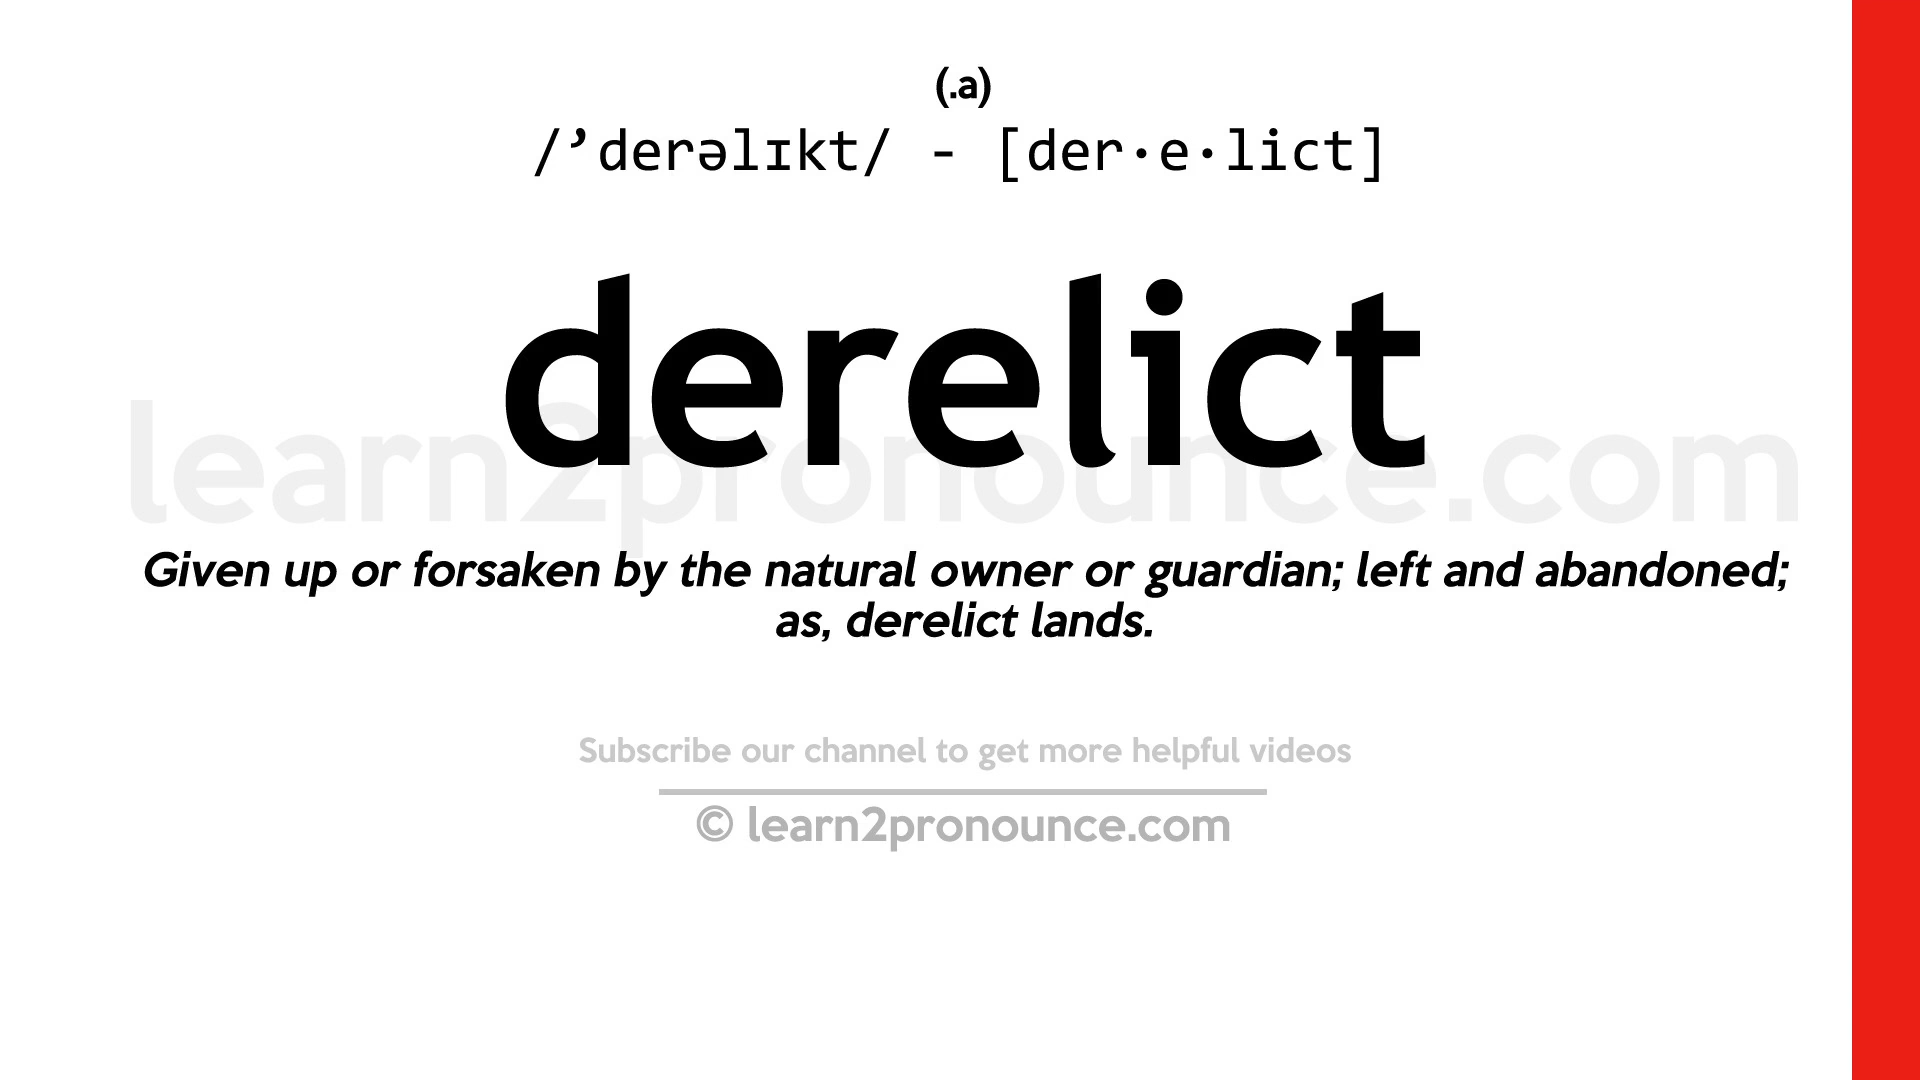 (.a)
/’derəlɪkt/ - [der·e·lict]
derelict
learn2pronounce.com
Given up or forsaken by the natural owner or guardian; left and abandoned;
as, derelict lands.
Subscribe our channel to get more helpful videos
© learn2pronounce.com